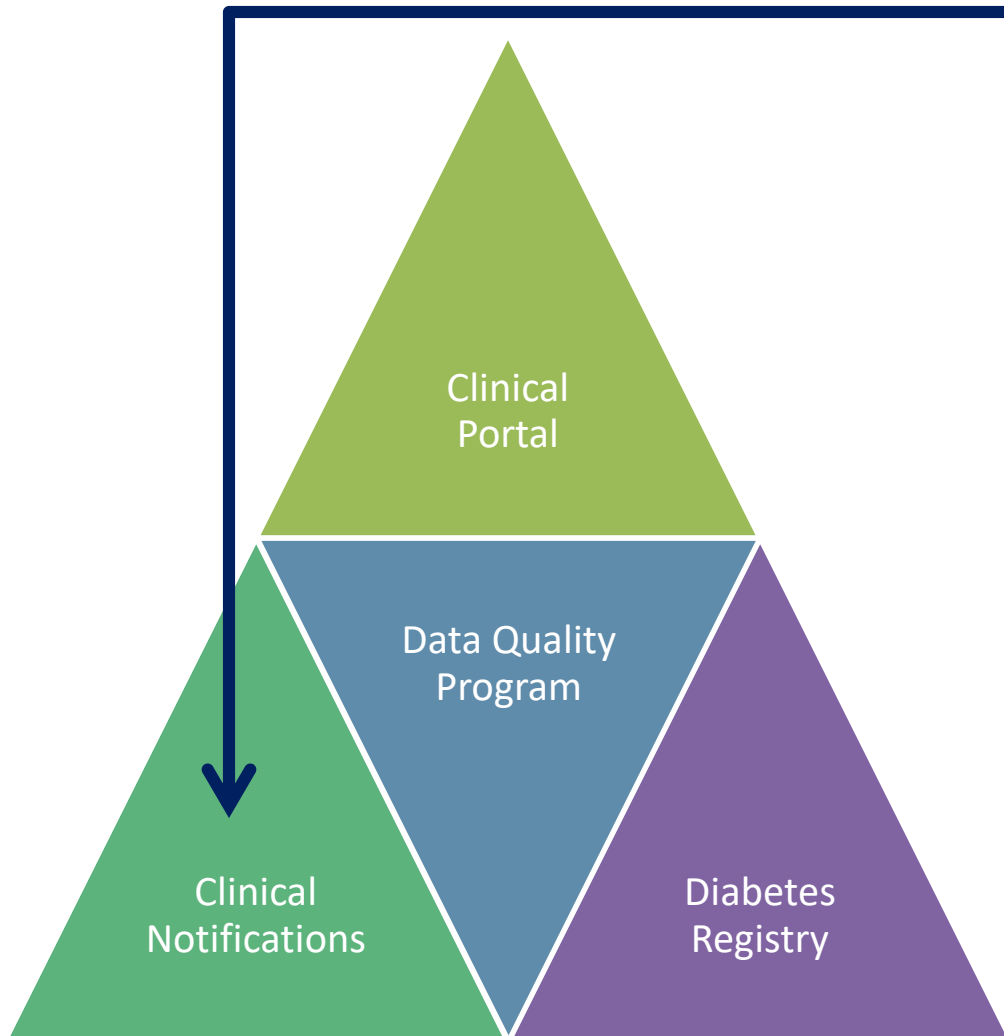 Clinical
Portal
Data Quality
Program
Clinical
Notifications
Diabetes
Registry